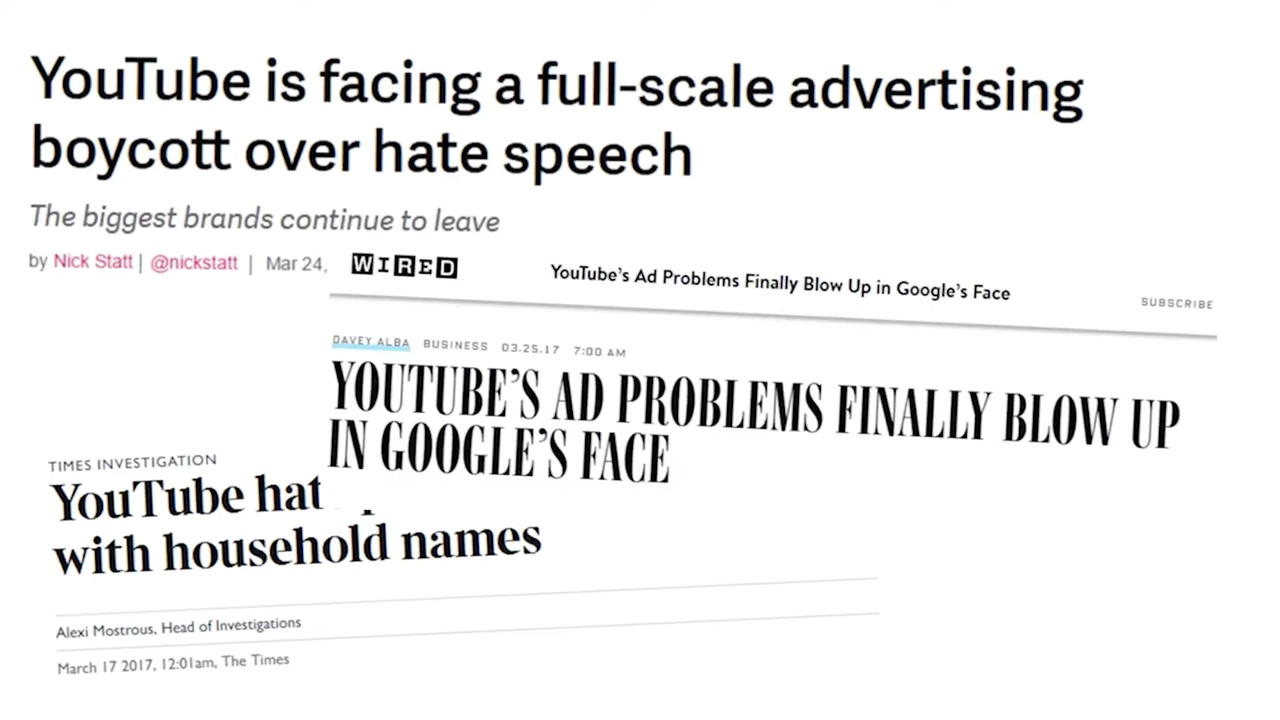 YouTube is facing a full-scale advertising
boycott over hate speech
The biggest brands continue to leave
by Nick Statt | @nickstatt | Mar 24,
WIRED YouTube's Ad Problems Finally Blow Up in Google's Face SUBSCRIBE
DAVEY ALBA BUSINESS 03.25.17 7:00 AM
YOUTUBE'S AD PROBLEMS FINALLY BLOW UP
IN GOOGLE'S FACE
TIMES INVESTIGATION
YouTube hat
with household names
Alexi Mostrous, Head of Investigations
March 17 2017, 12:01am, The Times